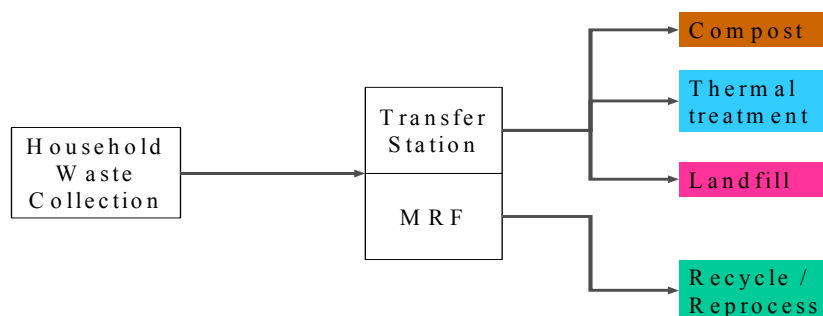 Household
Waste
Collection
Transfer
Station
MRF
Compost
Thermal
treatment
Landfill
Recycle /
Reprocess